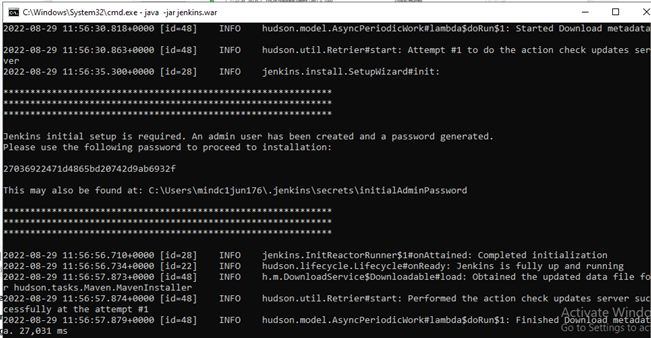 C:\Windows\System32\cmd.exe - java -jar jenkins.war
2022-08-29 11:56:30.818+0000 [id=48] INFO hudson.model.AsyncPeriodicWork#lambda$doRun$1: Started Download metadata
2022-08-29 11:56:30.863+0000 [id=48] INFO hudson.util.Retrier#start: Attempt #1 to do the action check updates ser
ver
2022-08-29 11:56:35.300+0000 [id=28] INFO jenkins.install.SetupWizard#init:
*************************************************************
*************************************************************
*************************************************************
Jenkins initial setup is required. An admin user has been created and a password generated.
Please use the following password to proceed to installation:
27036922471d4865bd20742d9ab6932f
This may also be found at: C:\Users\mindc1jun176\.jenkins\secrets\initialAdminPassword
*************************************************************
*************************************************************
*************************************************************
2022-08-29 11:56:56.710+0000 [id=28] INFO jenkins.InitReactorRunner$1#onAttained: Completed initialization
2022-08-29 11:56:56.734+0000 [id=22] INFO hudson.lifecycle.Lifecycle#onReady: Jenkins is fully up and running
2022-08-29 11:56:57.873+0000 [id=48] INFO h.m.DownloadService$Downloadable#load: Obtained the updated data file fo
r hudson.tasks.Maven.MavenInstaller
2022-08-29 11:56:57.874+0000 [id=48] INFO hudson.util.Retrier#start: Performed the action check updates server suc
cessfully at the attempt #1
2022-08-29 11:56:57.879+0000 [id=48] INFO hudson.model.AsyncPeriodicWork#lambda$doRun$1: Finished Download metadat
a. 27,031 ms
Activate Windo
Go to Settings to ac